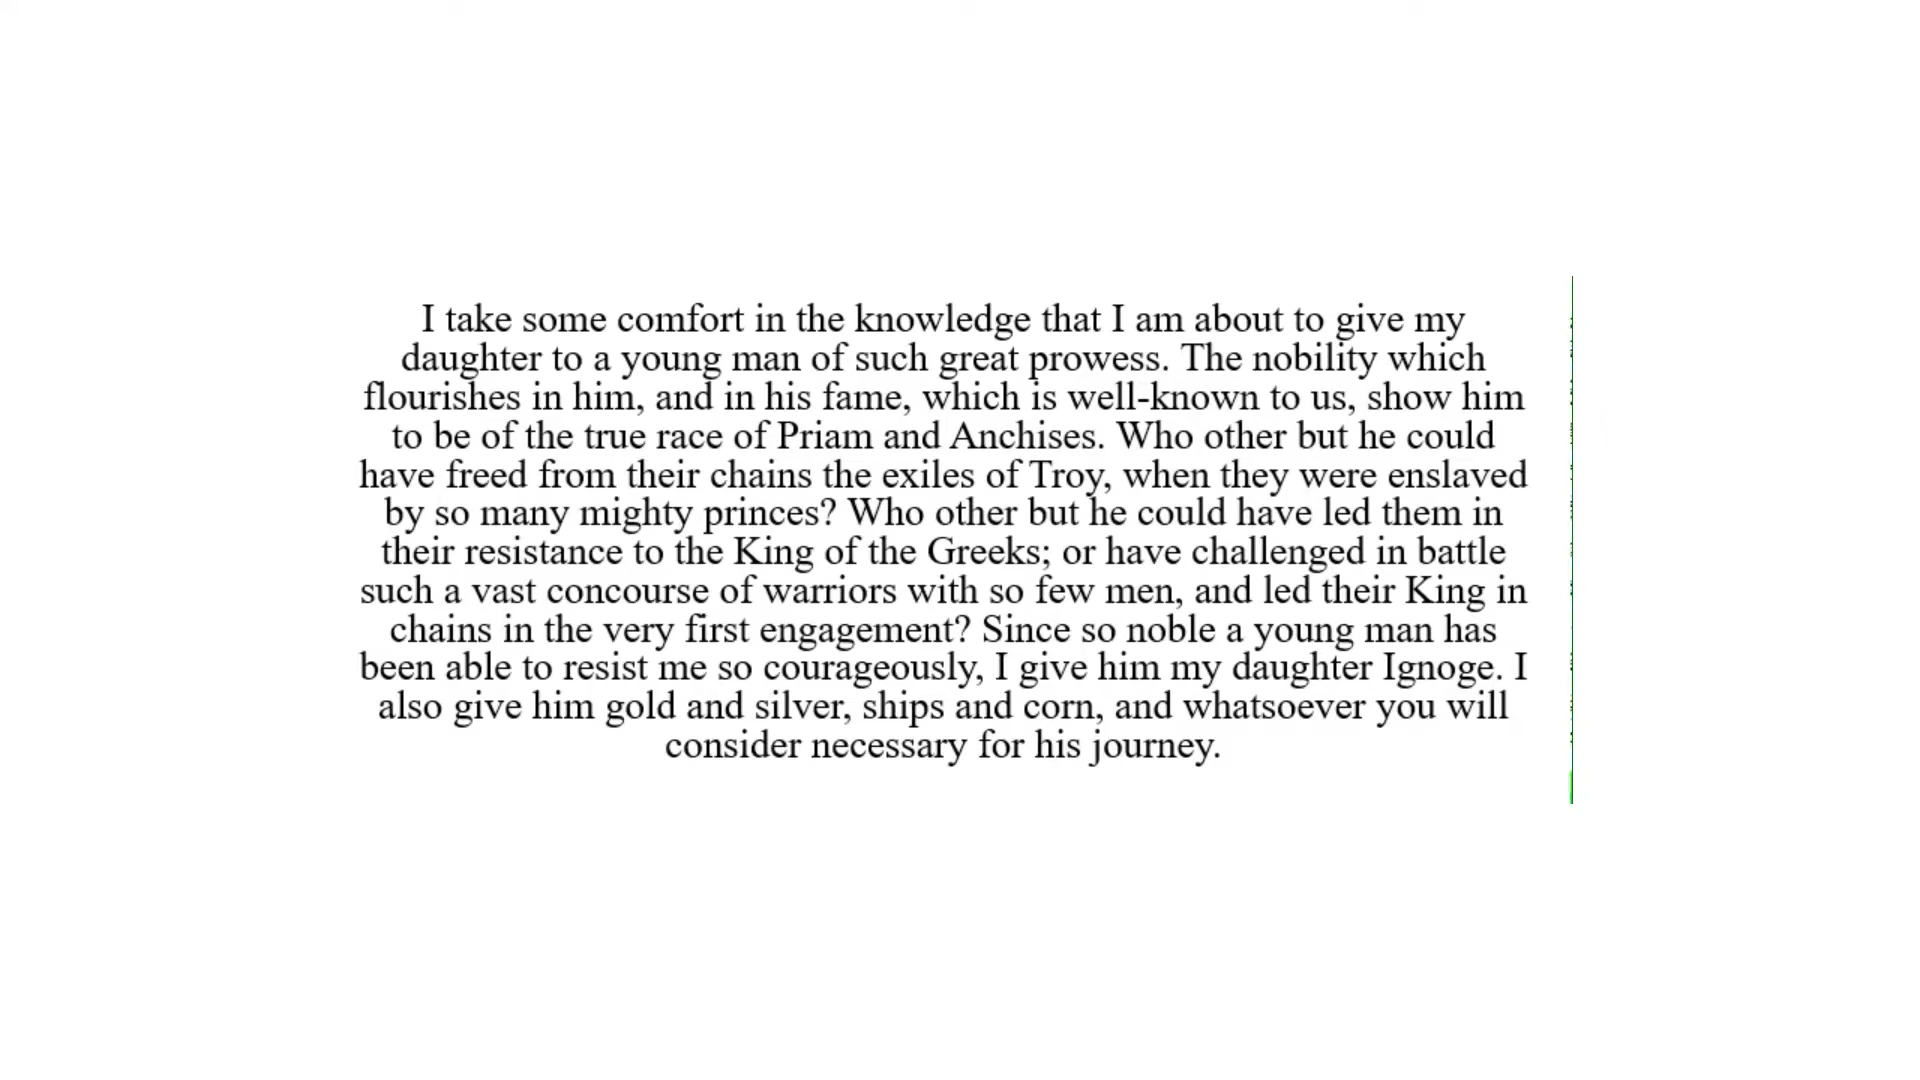 I take some comfort in the knowledge that I am about to give my
daughter to a young man of such great prowess. The nobility which
flourishes in him, and in his fame, which is well-known to us, show him
to be of the true race of Priam and Anchises. Who other but he could
have freed from their chains the exiles of Troy, when they were enslaved
by so many mighty princes? Who other but he could have led them in
their resistance to the King of the Greeks; or have challenged in battle
such a vast concourse of warriors with so few men, and led their King in
chains in the very first engagement? Since so noble a young man has
been able to resist me so courageously, I give him my daughter Ignoge. I
also give him gold and silver, ships and corn, and whatsoever you will
consider necessary for his journey.